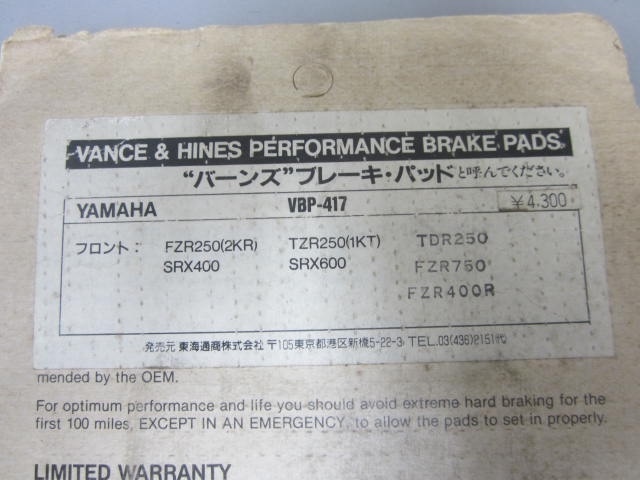 VANCE & HINES PERFORMANCE BRAKE PADS.
“バーンズ”ブレーキ・パッドと呼んでください。
YAMAHA VBP-417 ¥4.300
フロント： FZR250(2KR) TZR250(1KT) TDR250
SRX400 SRX600 FZR750
FZR400R
発売元 東海通商株式会社 〒105東京都港区新橋5-22-3 TEL.03(436)2151㈹
mended by the OEM.
For optimum performance and life you should avoid extreme hard braking for the
first 100 miles, EXCEPT IN AN EMERGENCY, to allow the pads to set in properly.
LIMITED WARRANTY